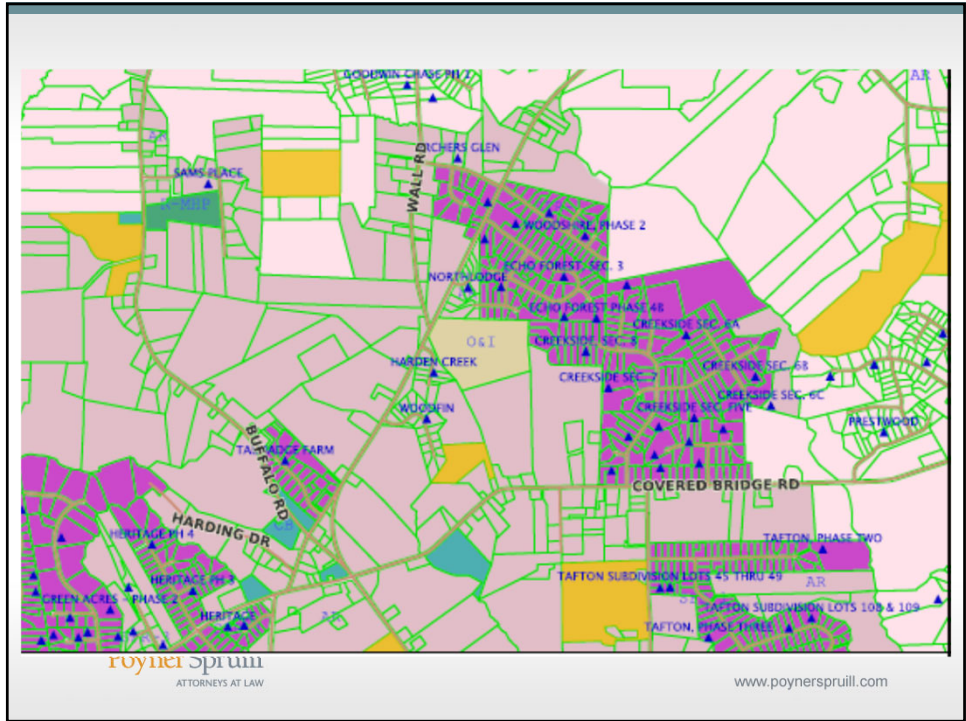 GOODWIN CHASE PH 1
AR
ARCHERS GLEN
AR
SAMS PLACE
R-MHP
WALL RD
WOODSHIRE, PHASE 2
ECHO FOREST, SEC. 3
NORTHLODGE
ECHO FOREST PHASE 4B
CREEKSIDE SEC. 6A
O&I
CREEKSIDE, SEC. 8
HARDEN CREEK
CREEKSIDE SEC. 6B
CREEKSIDE SEC. 7
CREEKSIDE SEC. 6C
WOODFIN
CREEKSIDE SEC. FIVE
PRESTWOOD
BUFFALO RD
COVERED BRIDGE RD
HARDING DR
HERITAGE PH 4
TAFTON, PHASE TWO
HERITAGE PH 3
TAFTON SUBDIVISION LOTS 45 THRU 49
AR
GREEN ACRES - PHASE 2
TAFTON SUBDIVISION LOTS 108 & 109
HERITAGE
AR
TAFTON, PHASE THREE
Poyner Spruill
ATTORNEYS AT LAW
www.poynerspruill.com